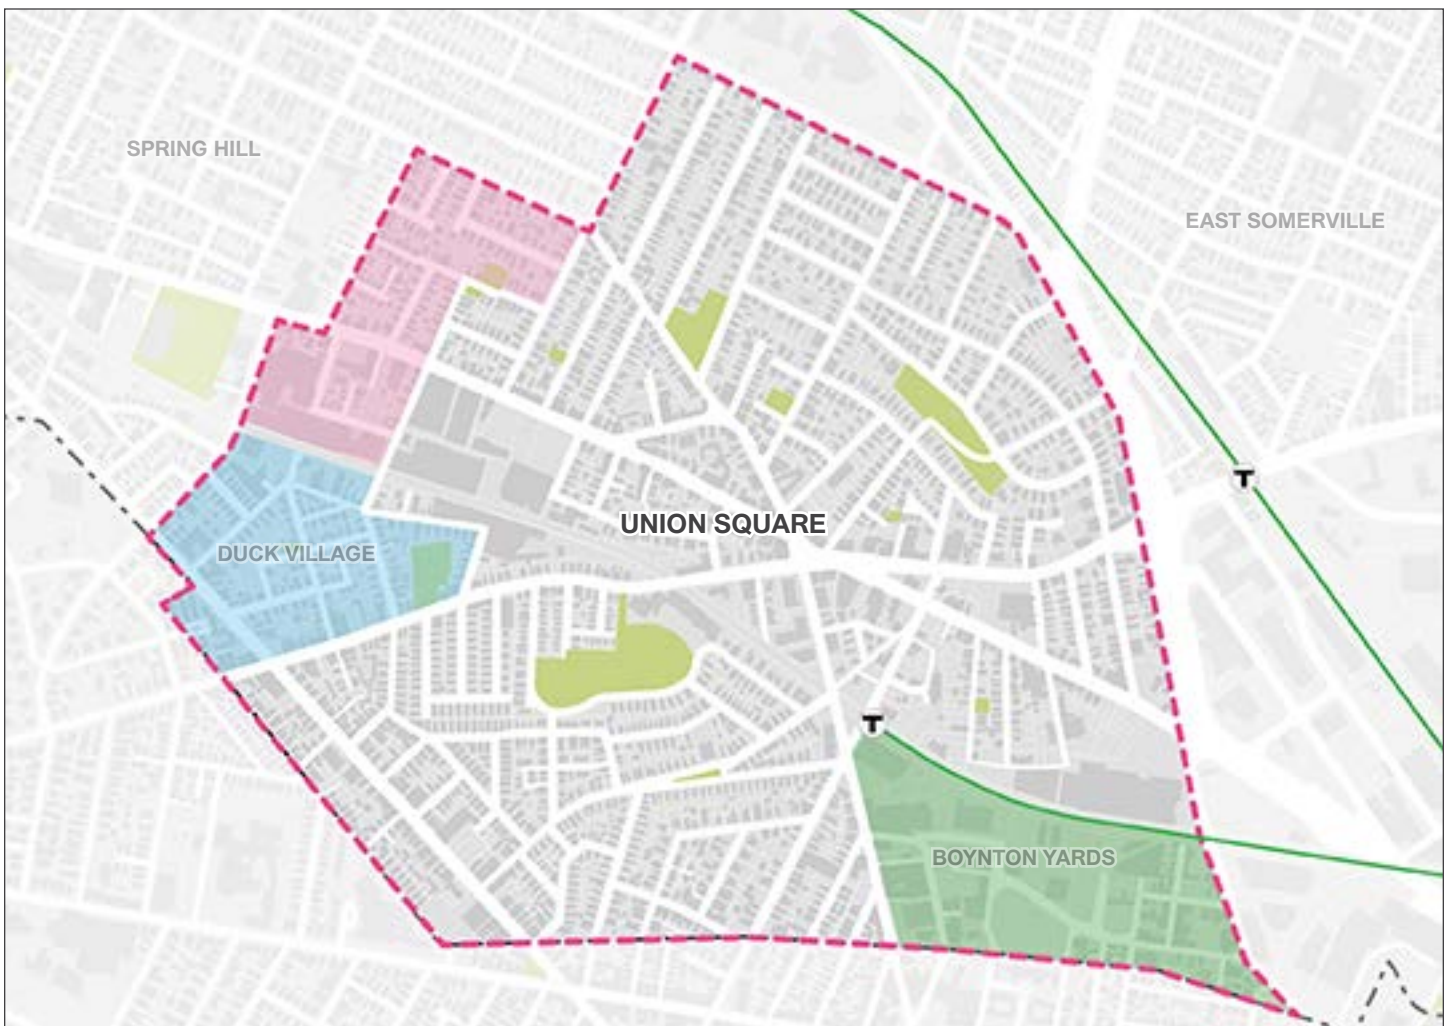 SPRING HILL
EAST SOMERVILLE
T
UNION SQUARE
DUCK VILLAGE
T
BOYNTON YARDS